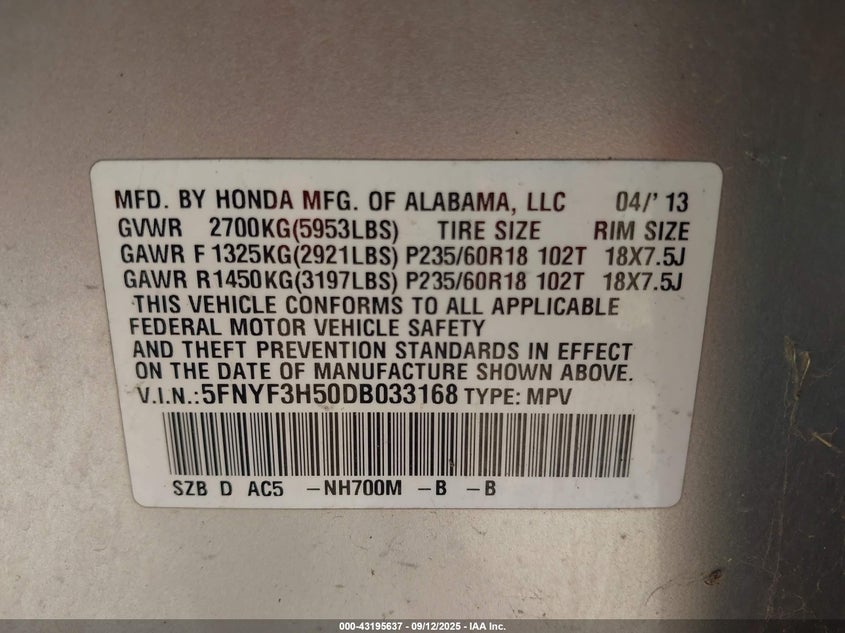 MFD. BY HONDA MFG. OF ALABAMA, LLC 04/' 13
GVWR 2700KG(5953LBS) TIRE SIZE RIM SIZE
GAWR F 1325KG(2921LBS) P235/60R18 102T 18X7.5J
GAWR R1450KG(3197LBS) P235/60R18 102T 18X7.5J
THIS VEHICLE CONFORMS TO ALL APPLICABLE
FEDERAL MOTOR VEHICLE SAFETY
AND THEFT PREVENTION STANDARDS IN EFFECT
ON THE DATE OF MANUFACTURE SHOWN ABOVE.
V.I.N.:5FNYF3H50DB033168 TYPE: MPV
SZB D AC5 –NH700M –B –B
000-43195637 - 09/12/2025 - IAA Inc.